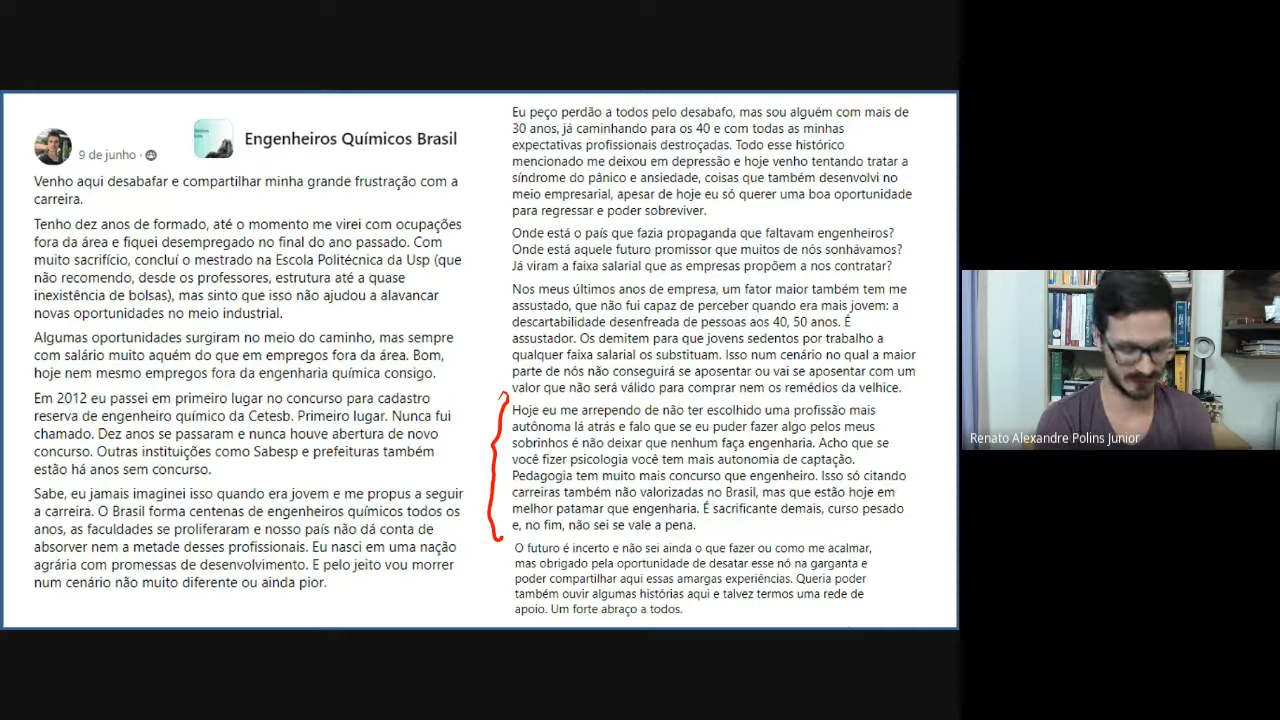 Engenheiros Químicos Brasil
9 de junho ·
Venho aqui desabafar e compartilhar minha grande frustração com a
carreira.
Tenho dez anos de formado, até o momento me virei com ocupações
fora da área e fiquei desempregado no final do ano passado. Com
muito sacrifício, concluí o mestrado na Escola Politécnica da Usp (que
não recomendo, desde os professores, estrutura até a quase
inexistência de bolsas), mas sinto que isso não ajudou a alavancar
novas oportunidades no meio industrial.
Algumas oportunidades surgiram no meio do caminho, mas sempre
com salário muito aquém do que em empregos fora da área. Bom,
hoje nem mesmo empregos fora da engenharia química consigo.
Em 2012 eu passei em primeiro lugar no concurso para cadastro
reserva de engenheiro químico da Cetesb. Primeiro lugar. Nunca fui
chamado. Dez anos se passaram e nunca houve abertura de novo
concurso. Outras instituições como Sabesp e prefeituras também
estão há anos sem concurso.
Sabe, eu jamais imaginei isso quando era jovem e me propus a seguir
a carreira. O Brasil forma centenas de engenheiros químicos todos os
anos, as faculdades se proliferaram e nosso país não dá conta de
absorver nem a metade desses profissionais. Eu nasci em uma nação
agrária com promessas de desenvolvimento. E pelo jeito vou morrer
num cenário não muito diferente ou ainda pior.
Eu peço perdão a todos pelo desabafo, mas sou alguém com mais de
30 anos, já caminhando para os 40 e com todas as minhas
expectativas profissionais destroçadas. Todo esse histórico
mencionado me deixou em depressão e hoje venho tentando tratar a
síndrome do pânico e ansiedade, coisas que também desenvolvi no
meio empresarial, apesar de hoje eu só querer uma boa oportunidade
para regressar e poder sobreviver.
Onde está o país que fazia propaganda que faltavam engenheiros?
Onde está aquele futuro promissor que muitos de nós sonhávamos?
Já viram a faixa salarial que as empresas propõem a nos contratar?
Nos meus últimos anos de empresa, um fator maior também tem me
assustado, que não fui capaz de perceber quando era mais jovem: a
descartabilidade desenfreada de pessoas aos 40, 50 anos. É
assustador. Os demitem para que jovens sedentos por trabalho a
qualquer faixa salarial os substituam. Isso num cenário no qual a maior
parte de nós não conseguirá se aposentar ou vai se aposentar com um
valor que não será válido para comprar nem os remédios da velhice.
Hoje eu me arrependo de não ter escolhido uma profissão mais
autônoma lá atrás e falo que se eu puder fazer algo pelos meus
sobrinhos é não deixar que nenhum faça engenharia. Acho que se
você fizer psicologia você tem mais autonomia de captação.
Pedagogia tem muito mais concurso que engenheiro. Isso só citando
carreiras também não valorizadas no Brasil, mas que estão hoje em
melhor patamar que engenharia. É sacrificante demais, curso pesado
e, no fim, não sei se vale a pena.
O futuro é incerto e não sei ainda o que fazer ou como me acalmar,
mas obrigado pela oportunidade de desatar esse nó na garganta e
poder compartilhar aqui essas amargas experiências. Queria poder
também ouvir algumas histórias aqui e talvez termos uma rede de
apoio. Um forte abraço a todos.
Renato Alexandre Polins Junior